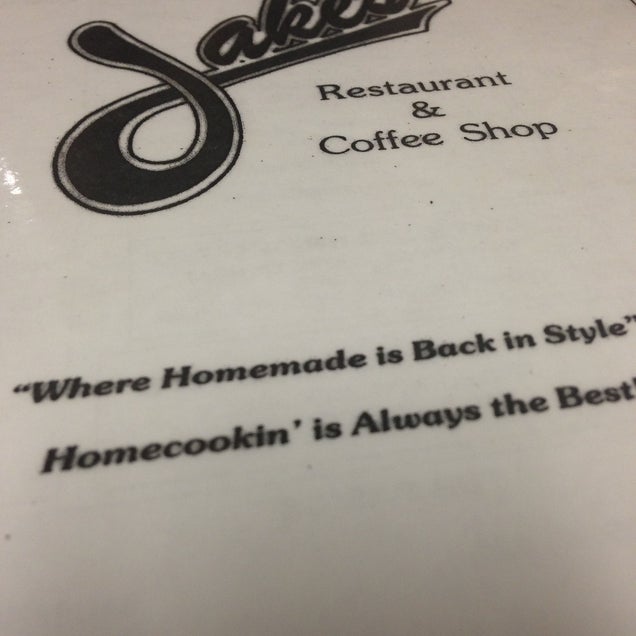 Jakes
Restaurant
&
Coffee Shop
"Where Homemade is Back in Style"
Homecookin' is Always the Best!